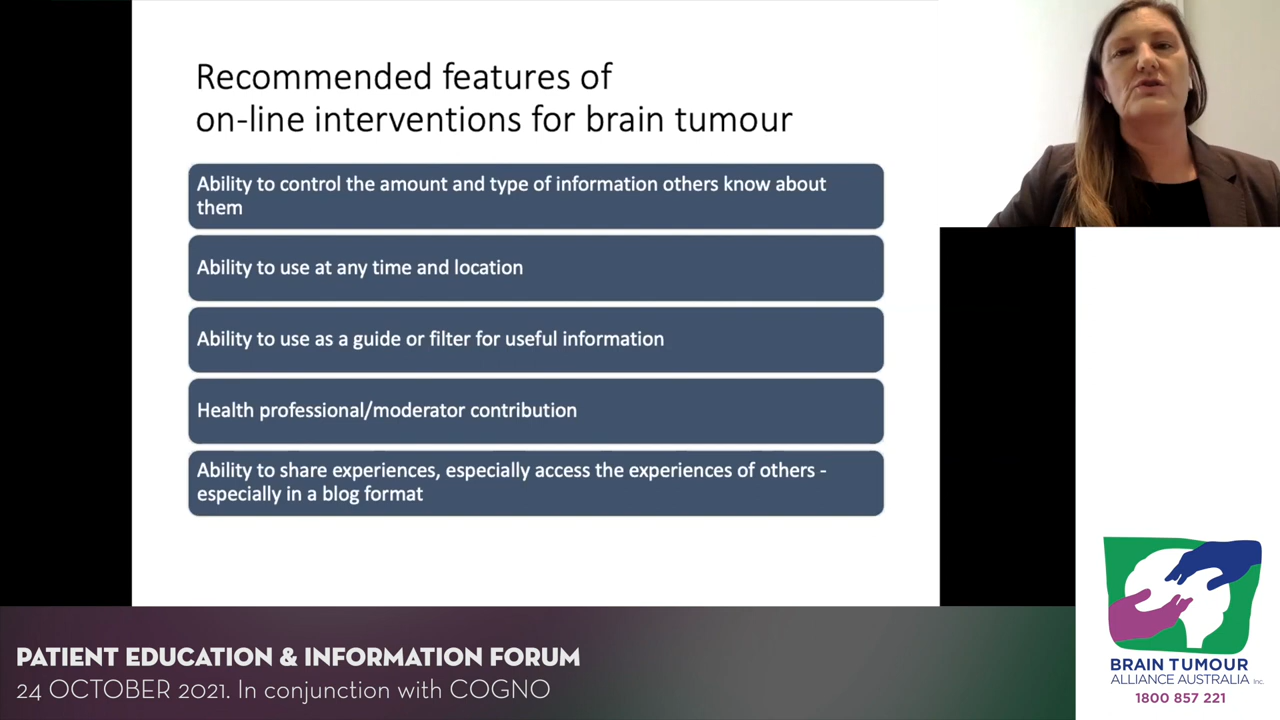 Recommended features of
on-line interventions for brain tumour
Ability to control the amount and type of information others know about
them
Ability to use at any time and location
Ability to use as a guide or filter for useful information
Health professional/moderator contribution
Ability to share experiences, especially access the experiences of others -
especially in a blog format
PATIENT EDUCATION & INFORMATION FORUM
24 OCTOBER 2021. In conjunction with COGNO
BRAIN TUMOUR
ALLIANCE AUSTRALIA Inc.
1800 857 221